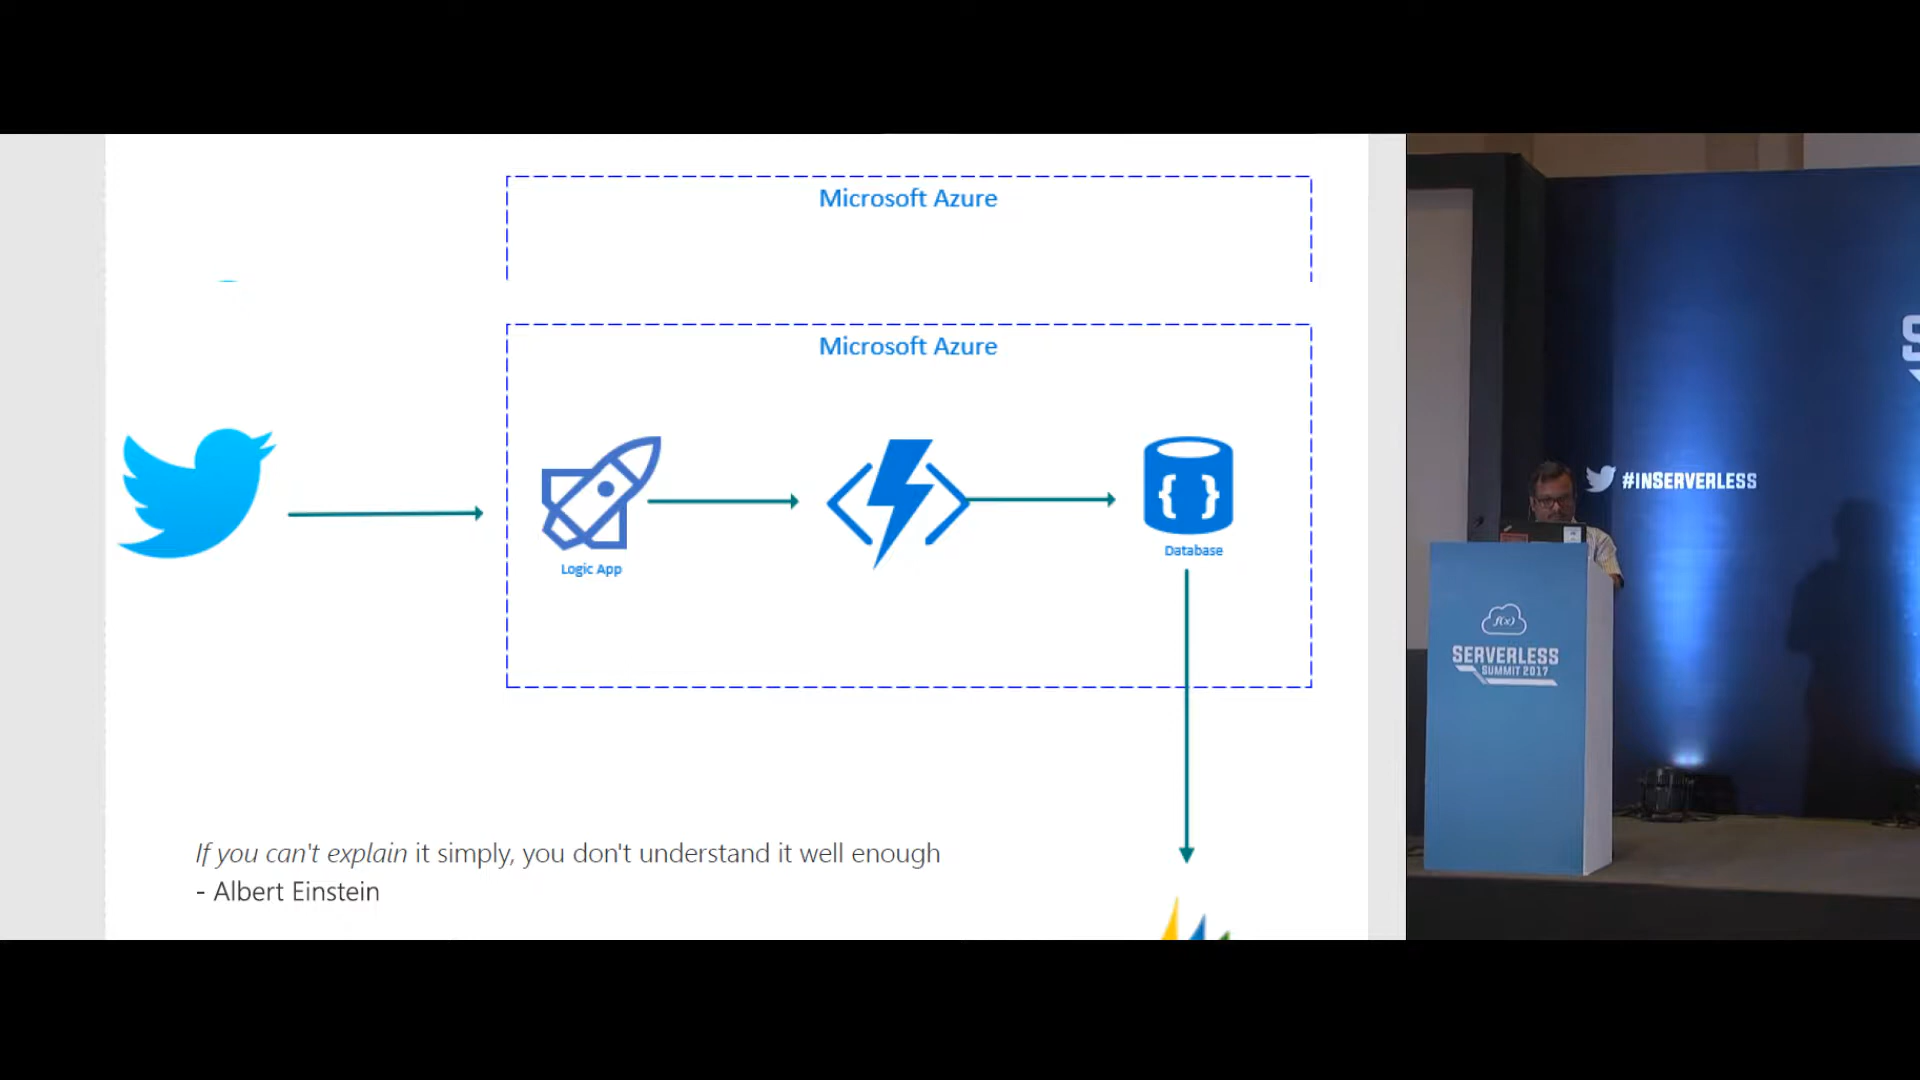 Microsoft Azure
Microsoft Azure
Logic App
Database
If you can't explain it simply, you don't understand it well enough
- Albert Einstein
#INSERVERLESS
f(x)
SERVERLESS
SUMMIT 2017
S